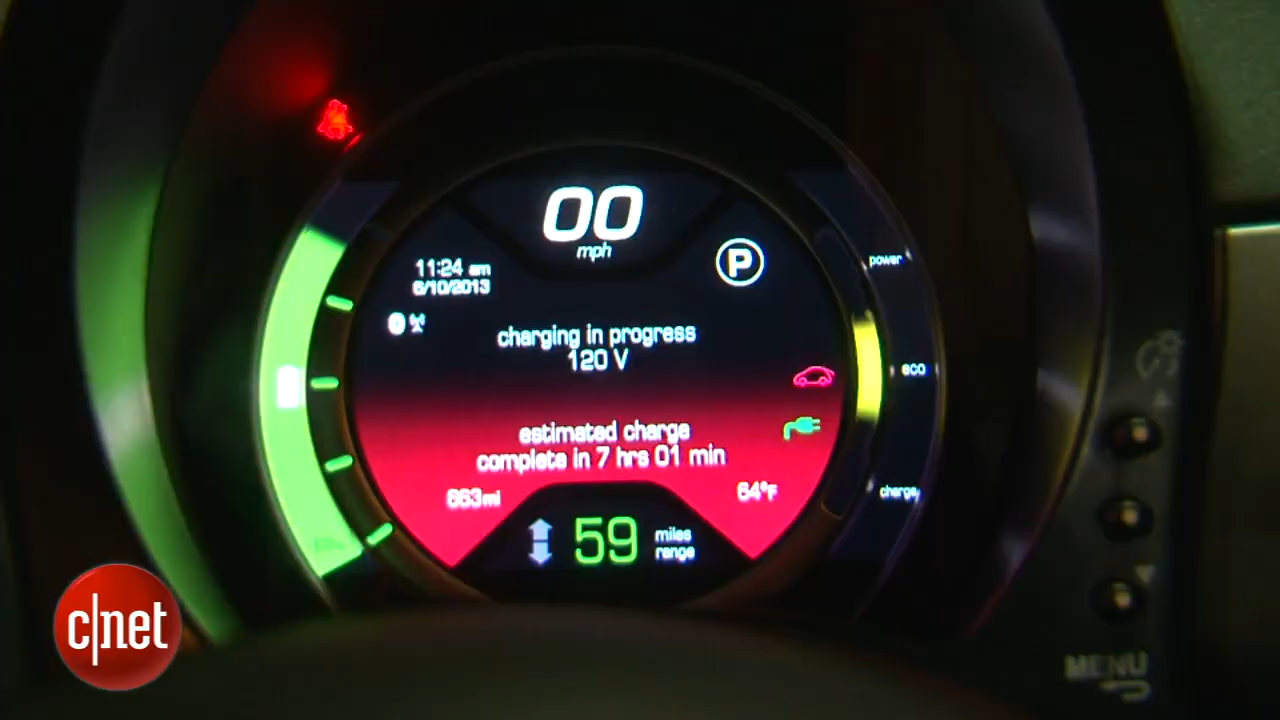 00
mph
P
11:24 am
6/10/2013
power
charging in progress
120 V
eco
estimated charge
complete in 7 hrs 01 min
663mi
64°F
charge
59
miles
range
c|net
MENU